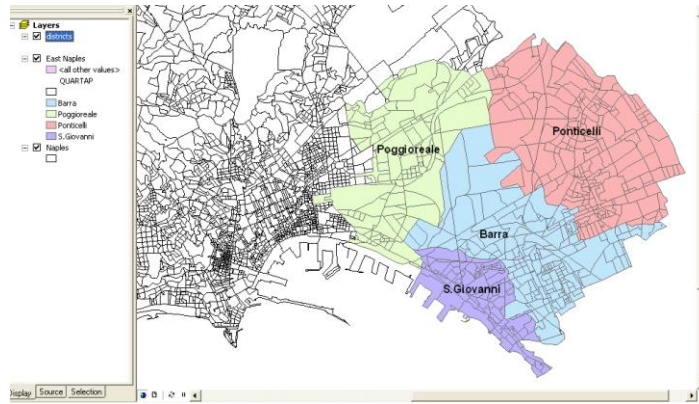 Layers
districts
East Naples
<all other values>
QUARTAP
Barra
Poggioreale
Ponticelli
S.Giovanni
Naples
Display Source Selection
Poggioreale
Ponticelli
Barra
S.Giovanni